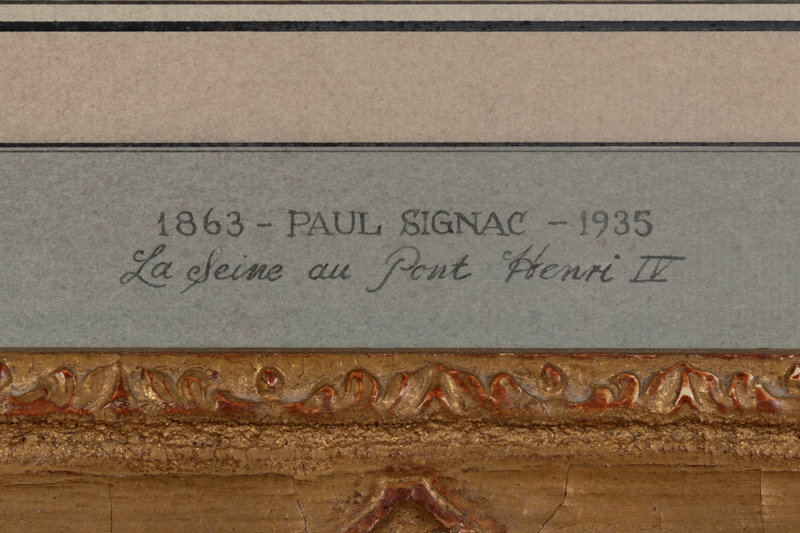 1863 - PAUL SIGNAC - 1935
La Seine au Pont Henri IV